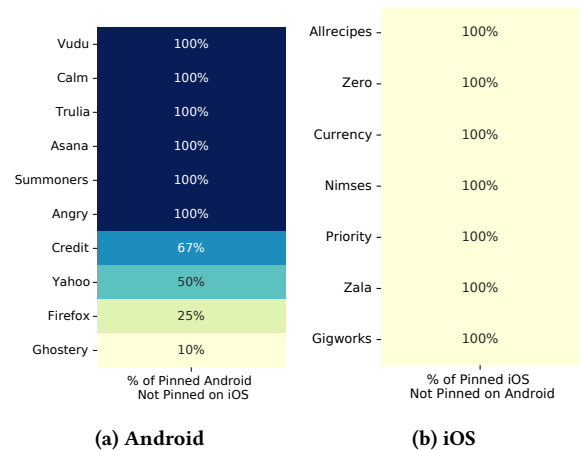 Vudu 100%
Calm 100%
Trulia 100%
Asana 100%
Summoners 100%
Angry 100%
Credit 67%
Yahoo 50%
Firefox 25%
Ghostery 10%
% of Pinned Android
Not Pinned on iOS
(a) Android
Allrecipes 100%
Zero 100%
Currency 100%
Nimses 100%
Priority 100%
Zala 100%
Gigworks 100%
% of Pinned iOS
Not Pinned on Android
(b) iOS